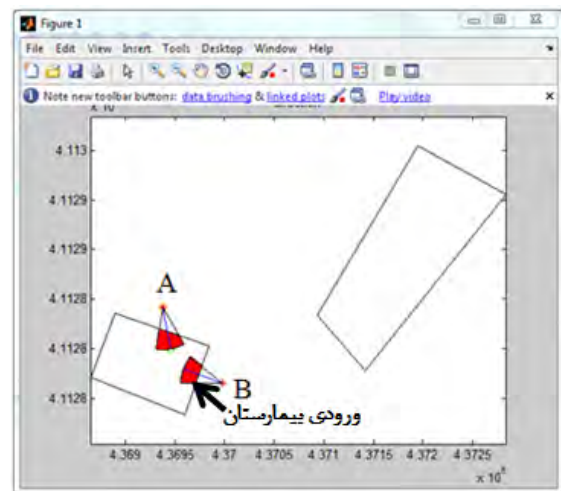 Figure 1
File Edit View Insert Tools Desktop Window Help
Note new toolbar buttons: data brushing & linked plots Play video
4.113
4.1129
4.1129
4.1128
4.1128
4.1128
A
B
ورودی بیمارستان
4.369 4.3695 4.37 4.3705 4.371 4.3715 4.372 4.3725